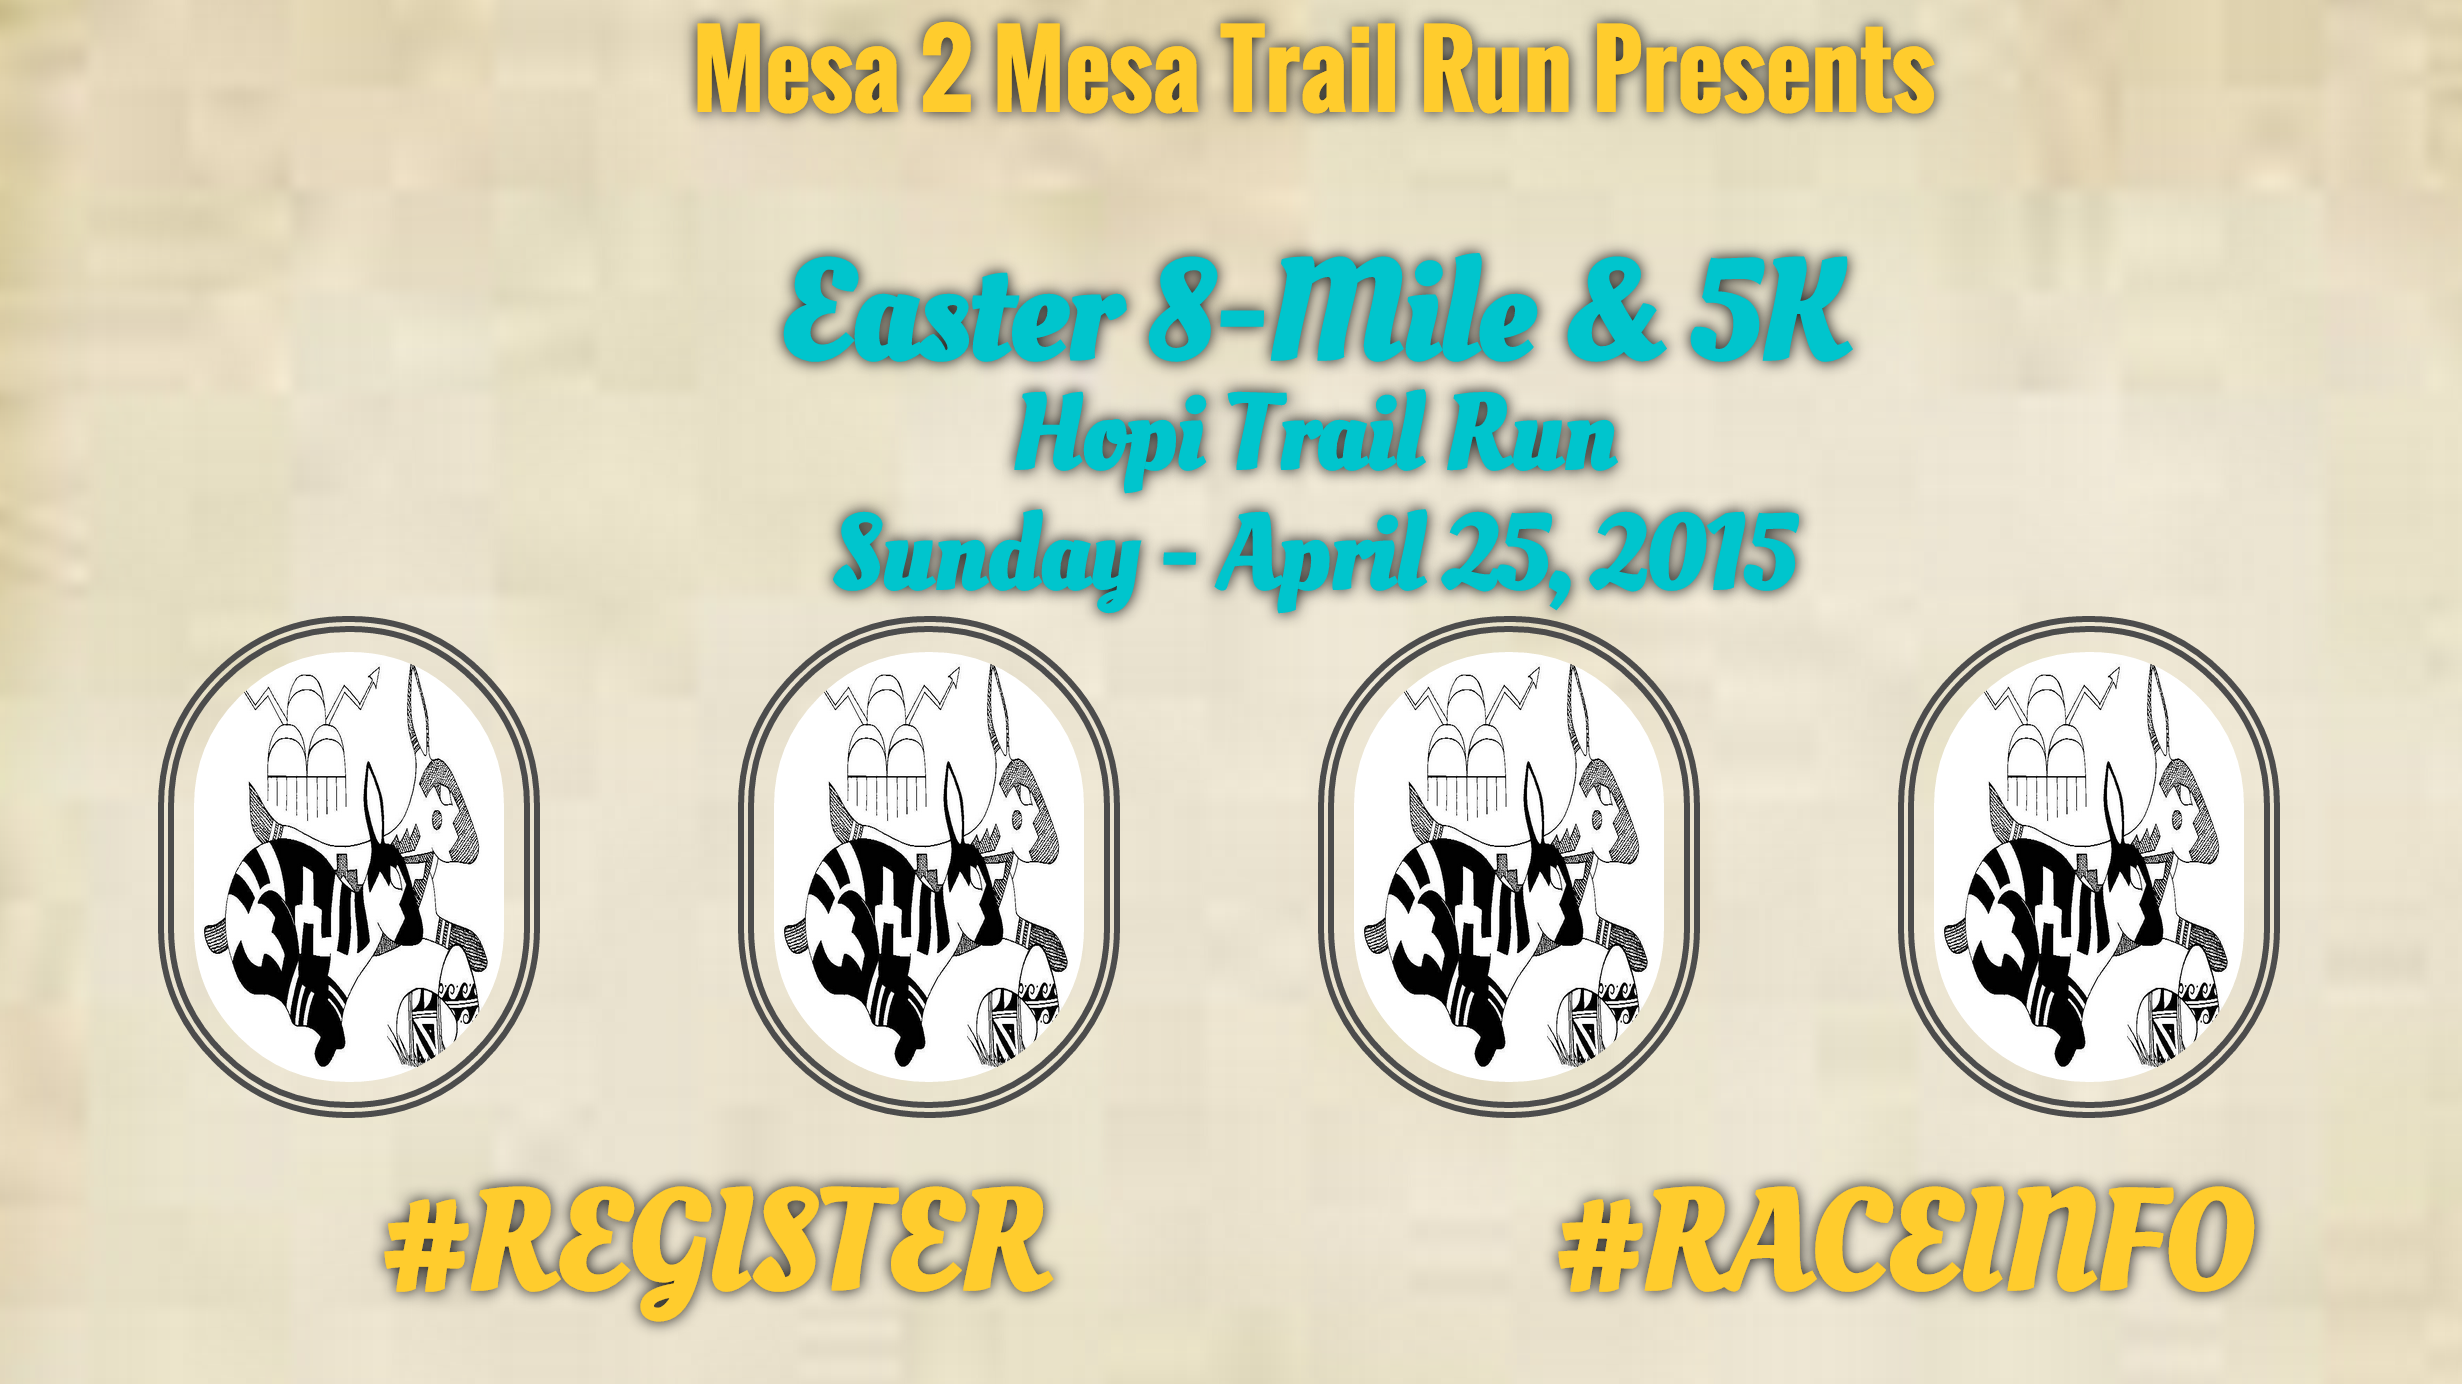 Mesa 2 Mesa Trail Run Presents
Easter 8-Mile & 5K
Hopi Trail Run
Sunday - April 25, 2015
#REGISTER
#RACEINFO